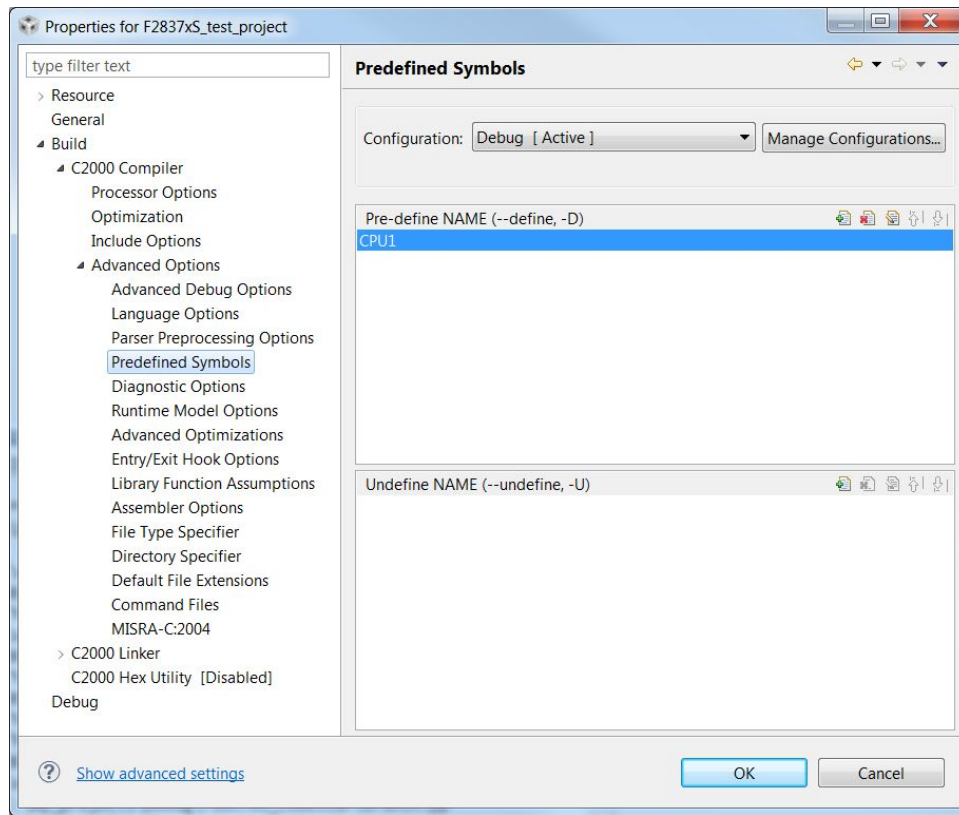 Properties for F2837xS_test_project
type filter text
Resource
General
Build
C2000 Compiler
Processor Options
Optimization
Include Options
Advanced Options
Advanced Debug Options
Language Options
Parser Preprocessing Options
Predefined Symbols
Diagnostic Options
Runtime Model Options
Advanced Optimizations
Entry/Exit Hook Options
Library Function Assumptions
Assembler Options
File Type Specifier
Directory Specifier
Default File Extensions
Command Files
MISRA-C:2004
C2000 Linker
C2000 Hex Utility [Disabled]
Debug
Predefined Symbols
Configuration: Debug [ Active ] Manage Configurations...
Pre-define NAME (--define, -D)
CPU1
Undefine NAME (--undefine, -U)
Show advanced settings
OK Cancel